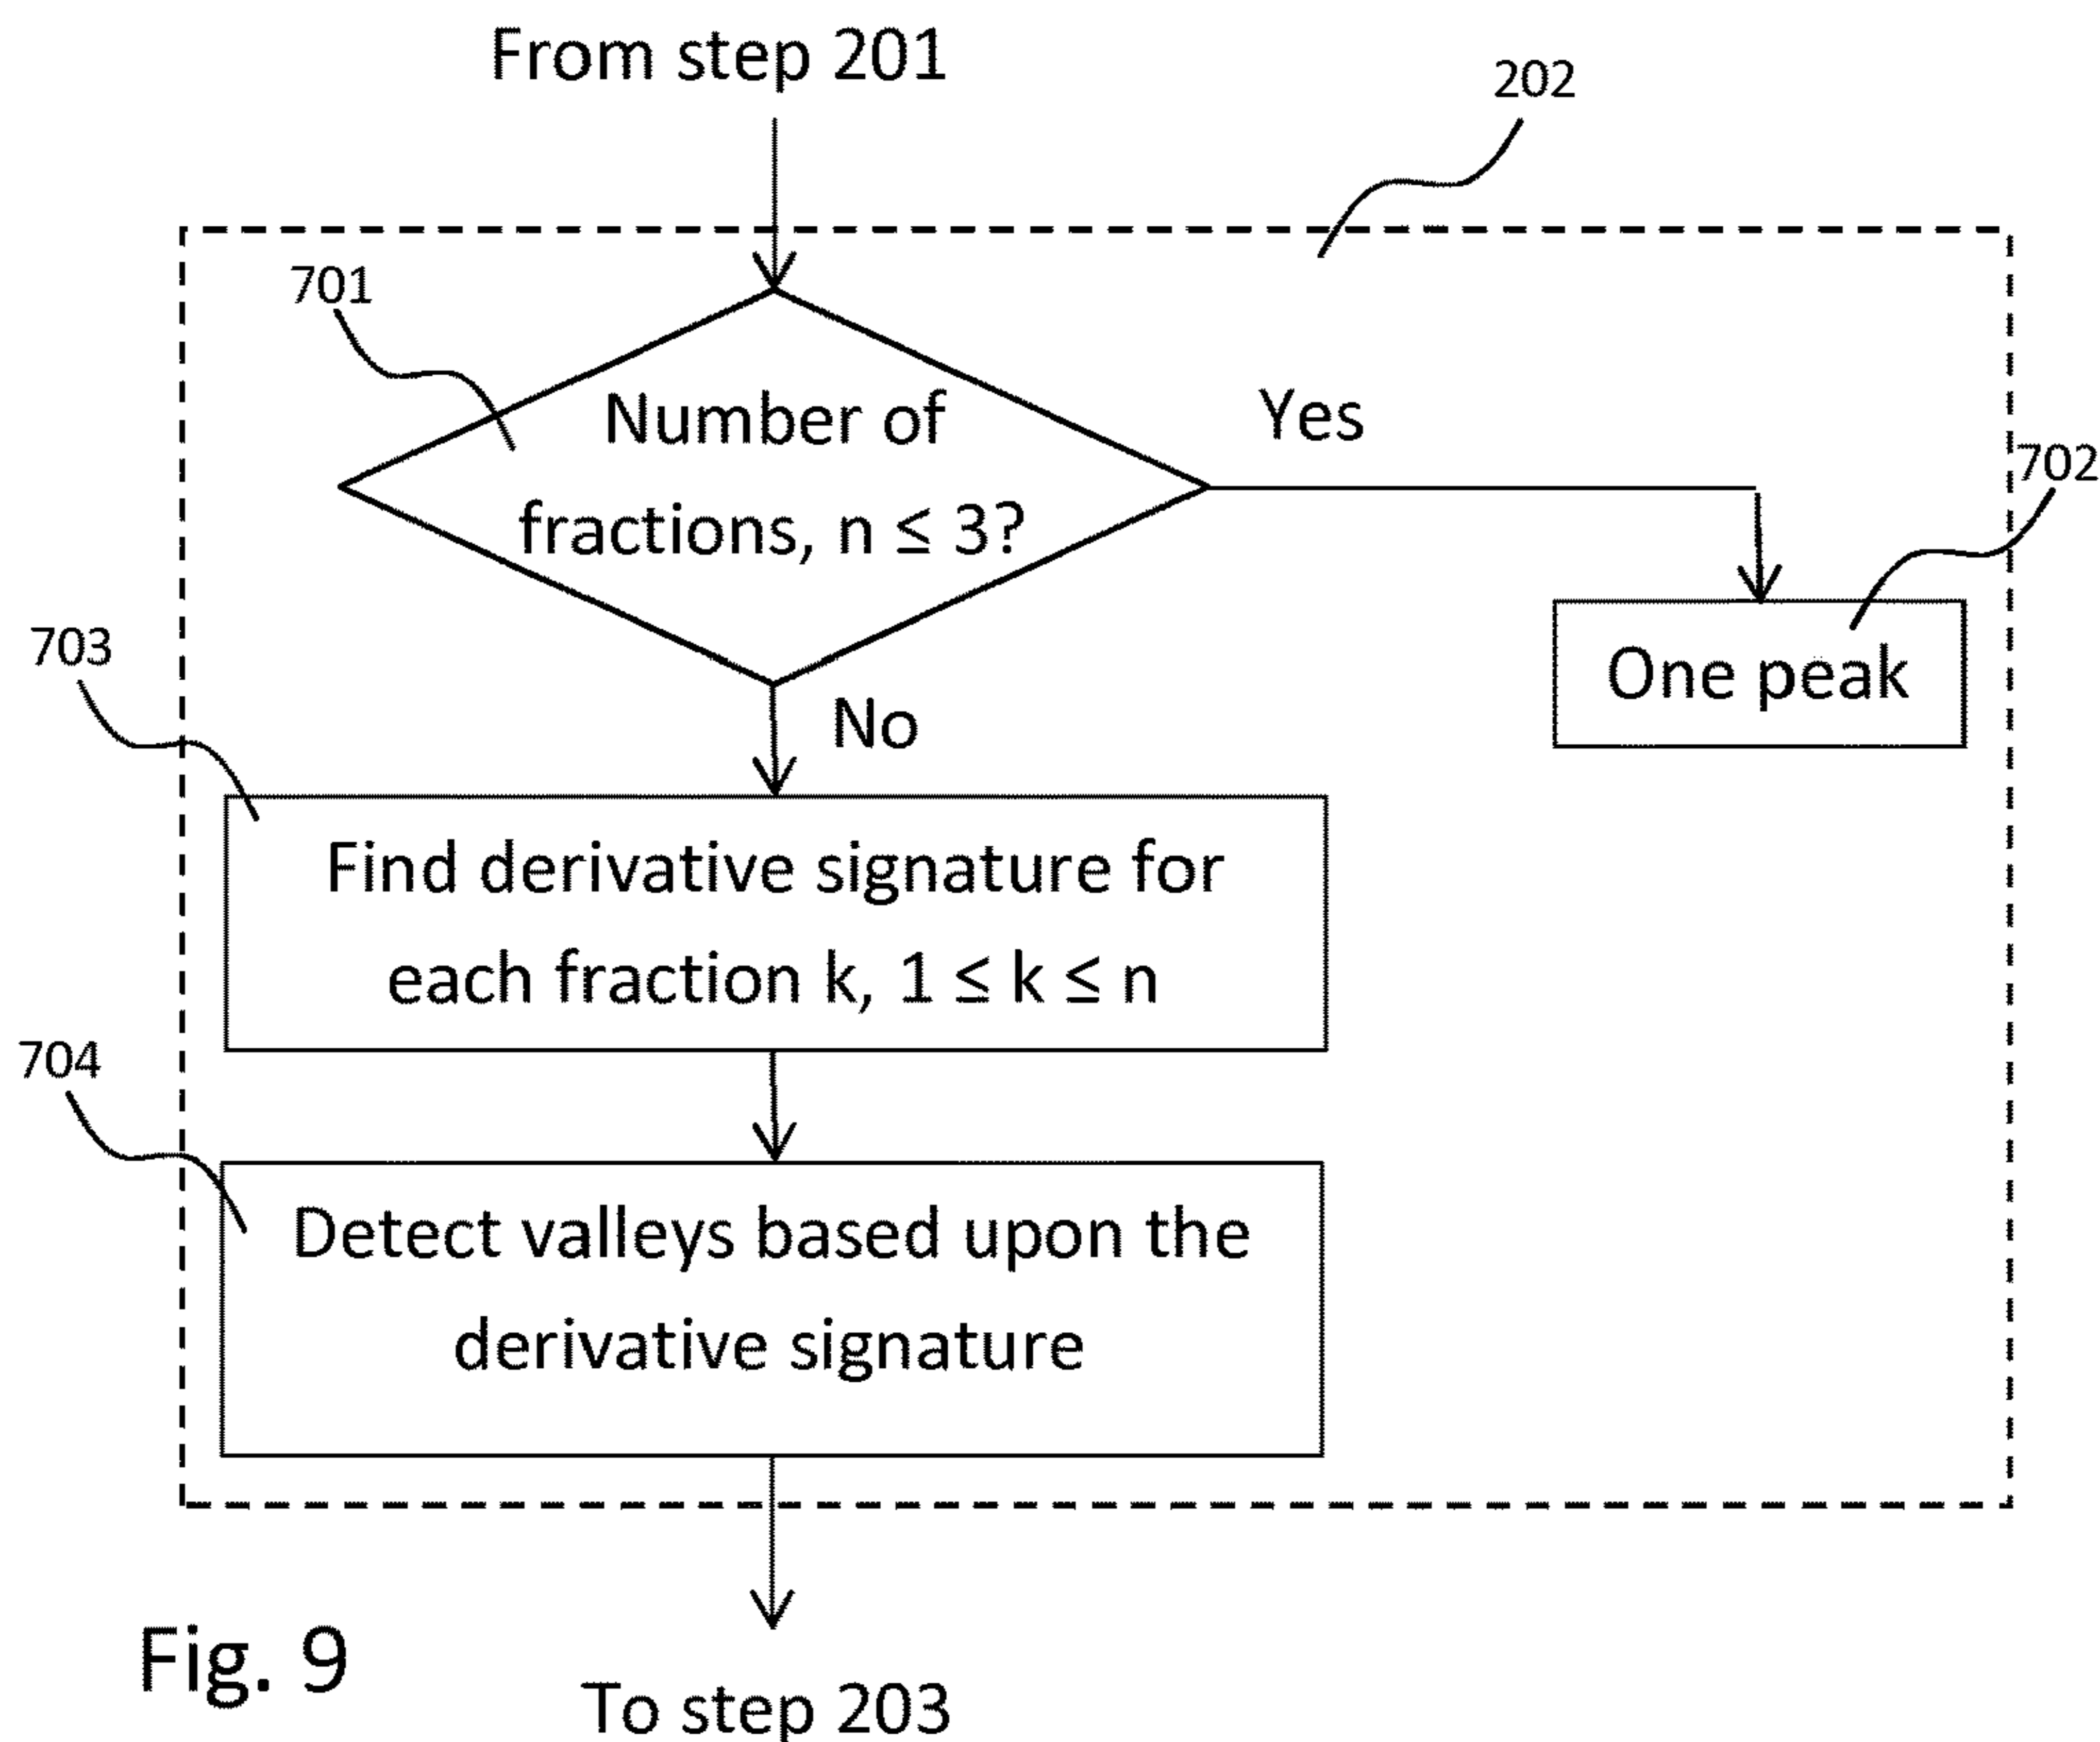 From step 201
202
701
Number of
fractions, n ≤ 3?
Yes
702
One peak
703
No
Find derivative signature for
each fraction k, 1 ≤ k ≤ n
704
Detect valleys based upon the
derivative signature
Fig. 9
To step 203